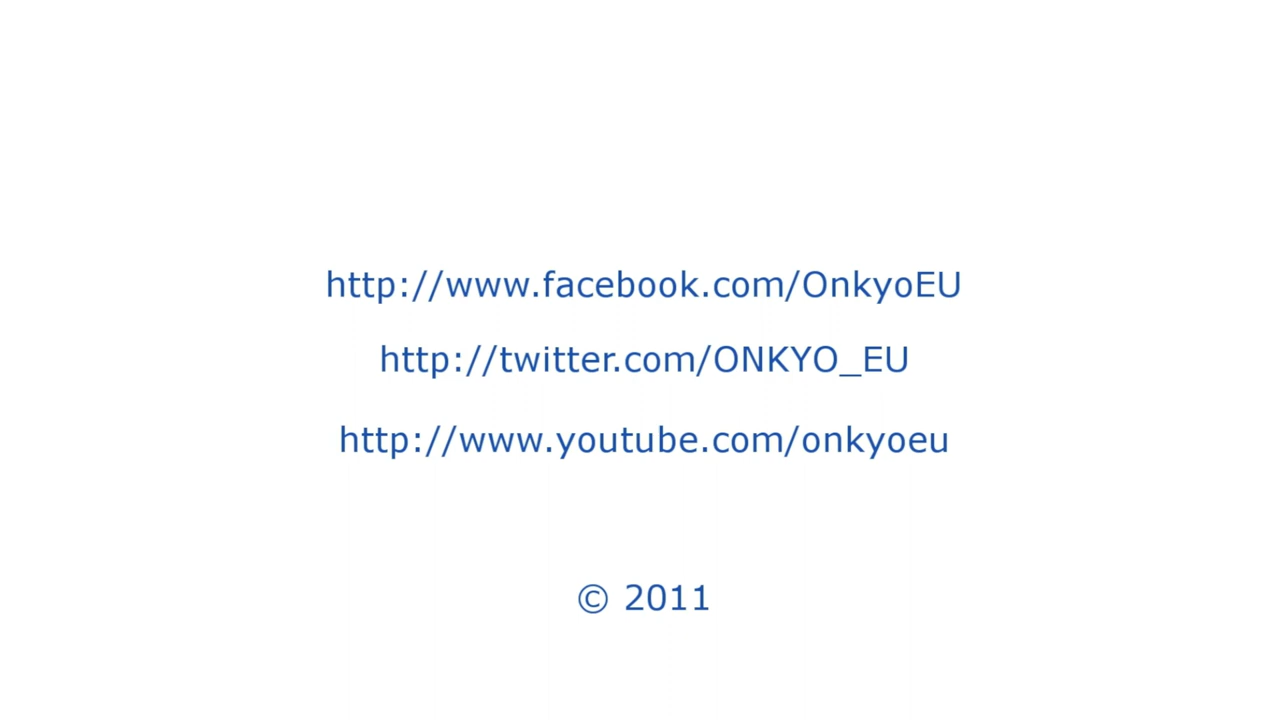 http://www.facebook.com/OnkyoEU
http://twitter.com/ONKYO_EU
http://www.youtube.com/onkyoeu
© 2011